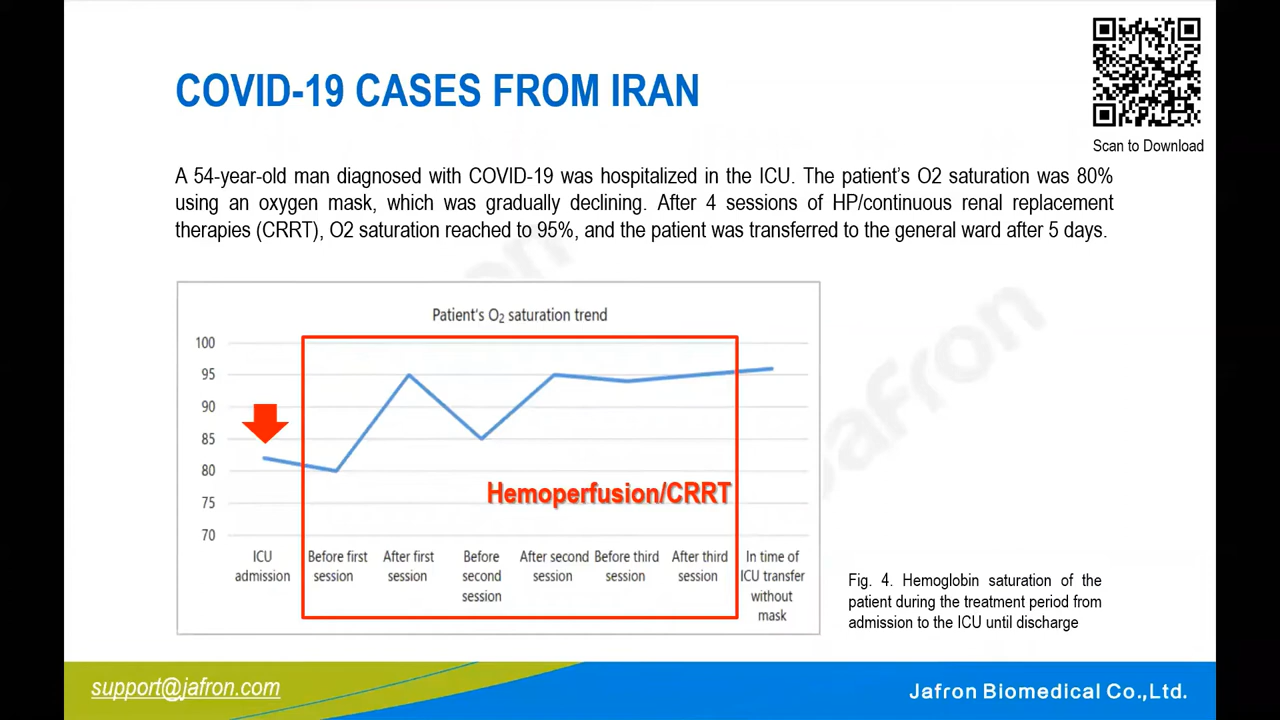 COVID-19 CASES FROM IRAN
Scan to Download
A 54-year-old man diagnosed with COVID-19 was hospitalized in the ICU. The patient's O2 saturation was 80%
using an oxygen mask, which was gradually declining. After 4 sessions of HP/continuous renal replacement
therapies (CRRT), O2 saturation reached to 95%, and the patient was transferred to the general ward after 5 days.
Patient's O₂ saturation trend
100
95
90
85
80
75
70
Hemoperfusion/CRRT
ICU
admission
Before first
session
After first
session
Before
second
session
After second
session
Before third
session
After third
session
In time of
ICU transfer
without
mask
Fig. 4. Hemoglobin saturation of the
patient during the treatment period from
admission to the ICU until discharge
Jafron
support@jafron.com
Jafron Biomedical Co.,Ltd.